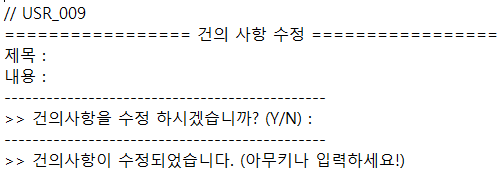 // USR_009
================= 건의 사항 수정 =================
제목 :
내용 :
----------------------------------------------
>> 건의사항을 수정 하시겠습니까? (Y/N) :
----------------------------------------------
>> 건의사항이 수정되었습니다. (아무키나 입력하세요!)